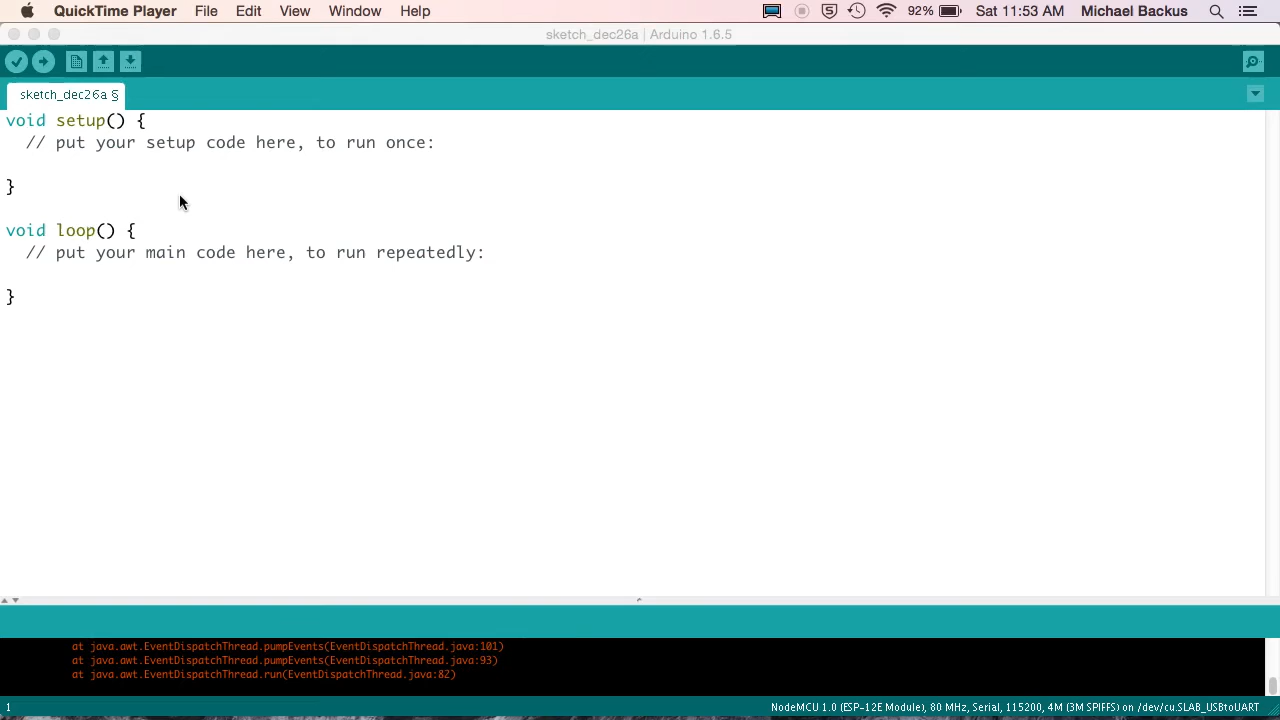 QuickTime Player File Edit View Window Help 92% Sat 11:53 AM Michael Backus
sketch_dec26a | Arduino 1.6.5
sketch_dec26a §
void setup() {
// put your setup code here, to run once:
}
void loop() {
// put your main code here, to run repeatedly:
}
at java.awt.EventDispatchThread.pumpEvents(EventDispatchThread.java:101)
at java.awt.EventDispatchThread.pumpEvents(EventDispatchThread.java:93)
at java.awt.EventDispatchThread.run(EventDispatchThread.java:82)
1 NodeMCU 1.0 (ESP-12E Module), 80 MHz, Serial, 115200, 4M (3M SPIFFS) on /dev/cu.SLAB_USBtoUART